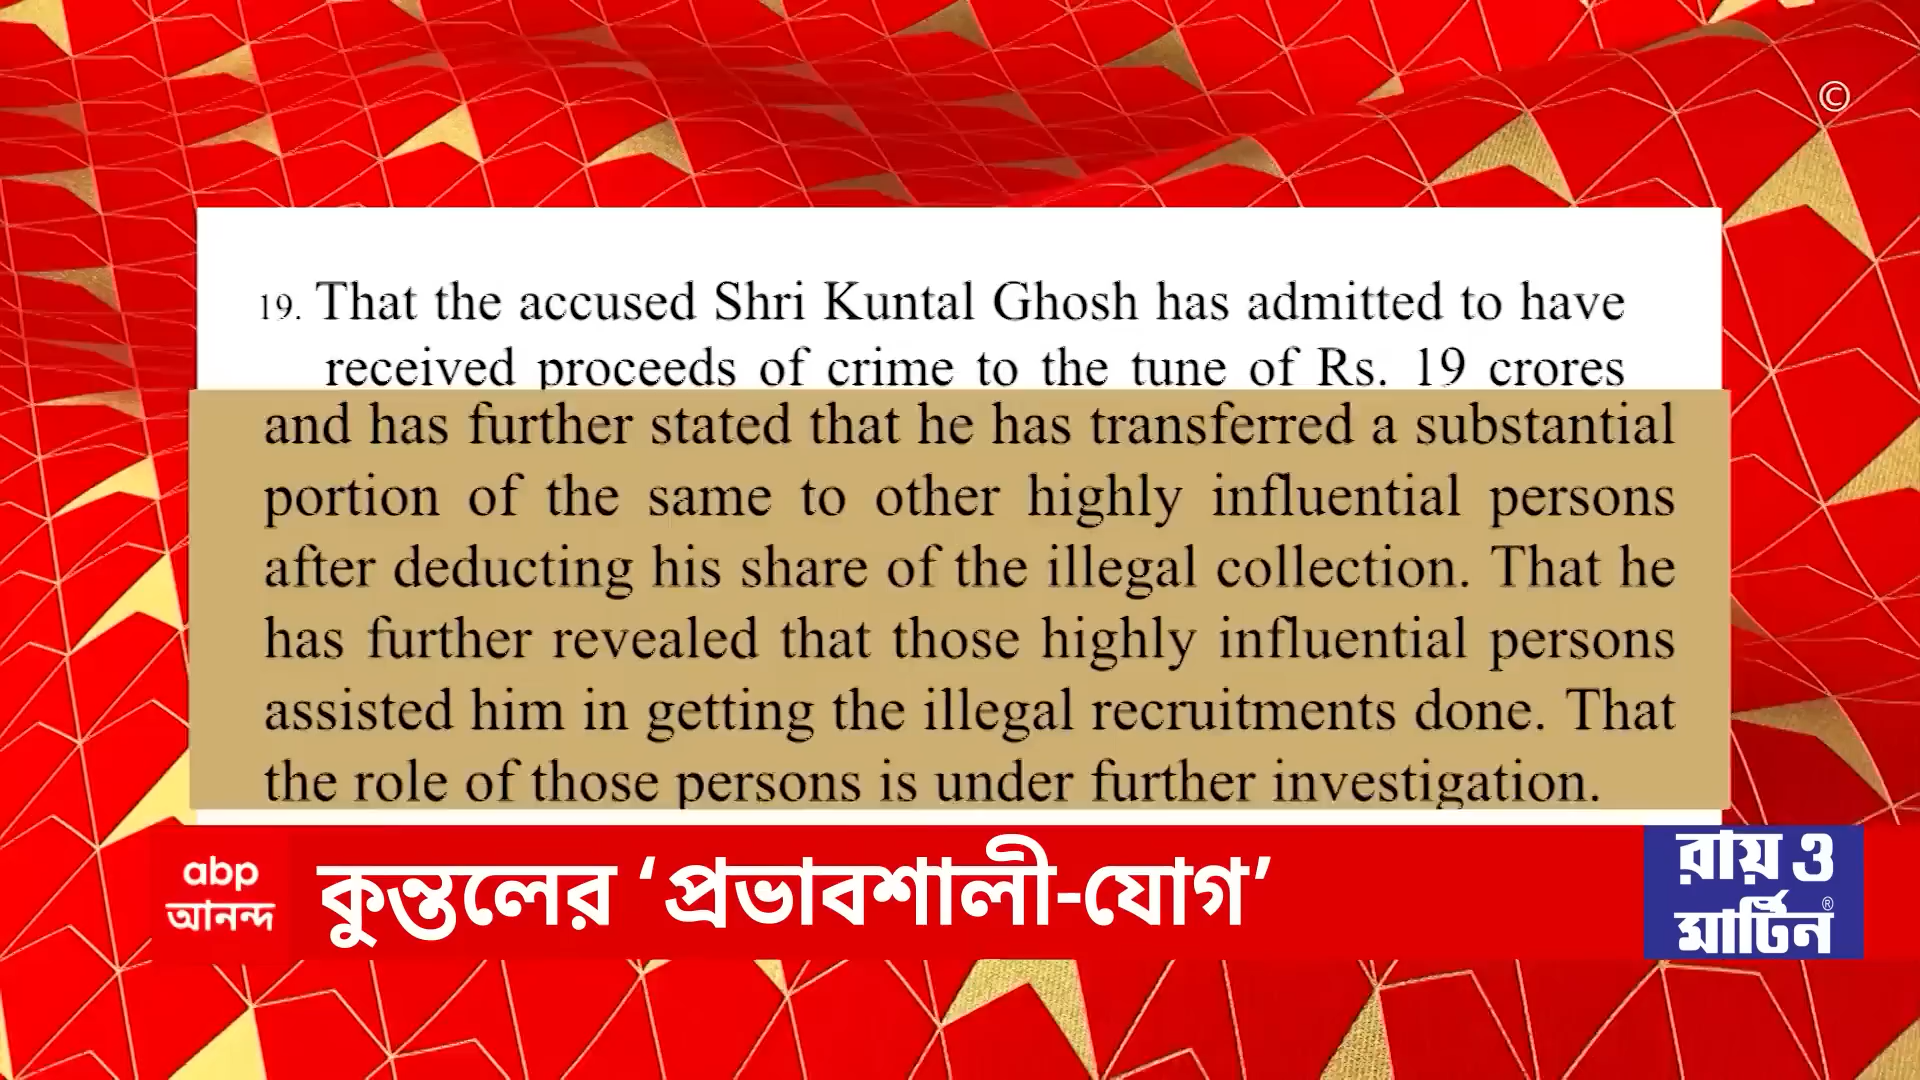 ©
19. That the accused Shri Kuntal Ghosh has admitted to have
received proceeds of crime to the tune of Rs. 19 crores
and has further stated that he has transferred a substantial
portion of the same to other highly influential persons
after deducting his share of the illegal collection. That he
has further revealed that those highly influential persons
assisted him in getting the illegal recruitments done. That
the role of those persons is under further investigation.
abp
আনন্দ
কুন্তলের ‘প্রভাবশালী-যোগ’
রায় ও
মার্টিন®